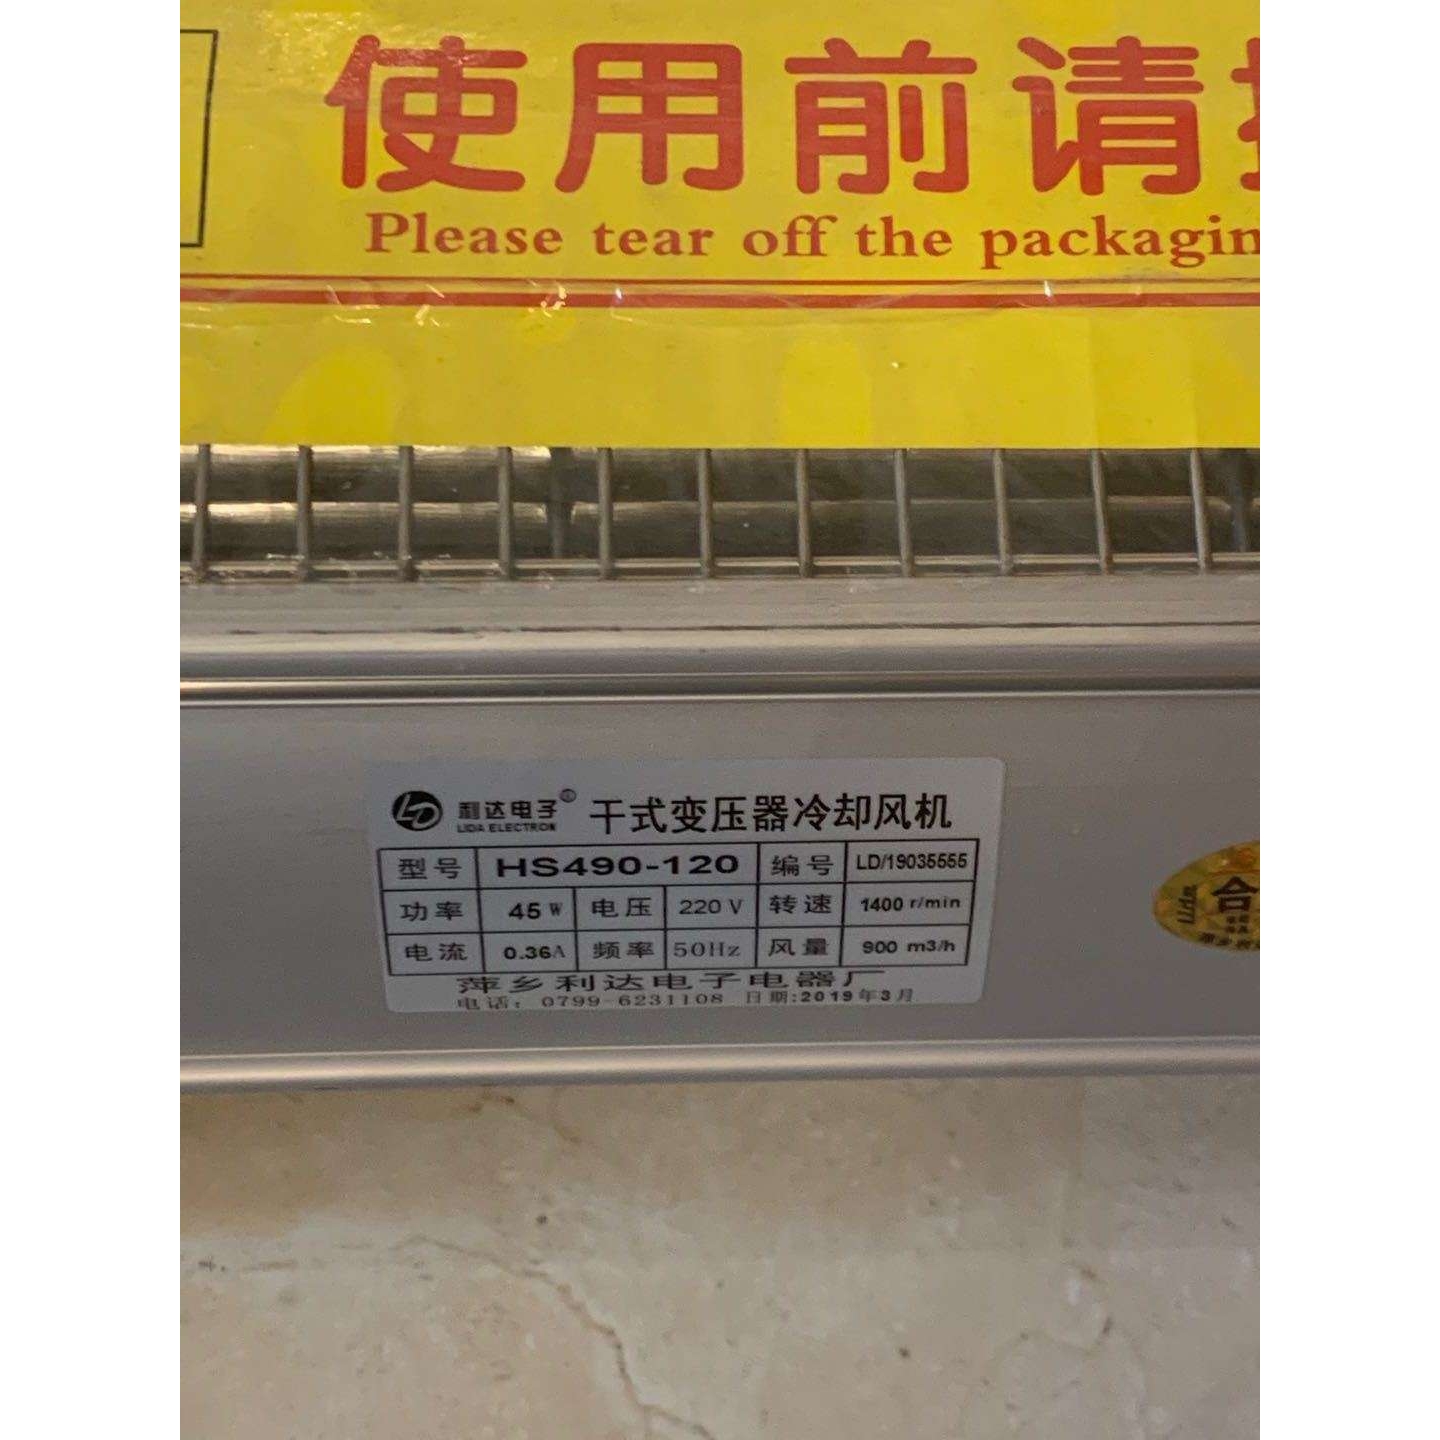 使用前请
Please tear off the packagin
LD 利达电子® 干式变压器冷却风机
LIDA ELECTRON
型号 HS490-120 编号 LD/19035555
功率 45 W 电压 220 V 转速 1400 r/min
电流 0.36A 频率 50Hz 风量 900 m3/h
萍乡利达电子电器厂
电话: 0799-6231108 日期:2019年3月
合